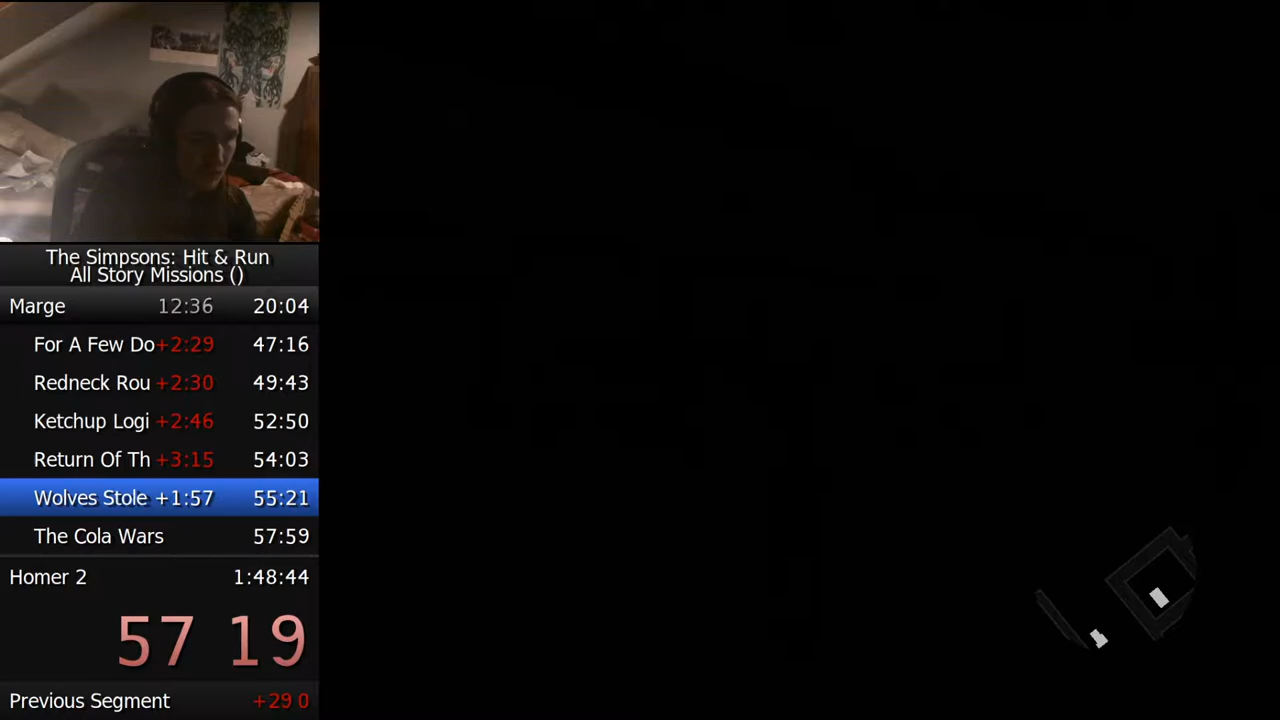 The Simpsons: Hit & Run
All Story Missions ()
Marge 12:36 20:04
For A Few Do +2:29 47:16
Redneck Rou +2:30 49:43
Ketchup Logi +2:46 52:50
Return Of Th +3:15 54:03
Wolves Stole +1:57 55:21
The Cola Wars 57:59
Homer 2 1:48:44
57 19
Previous Segment +29 0